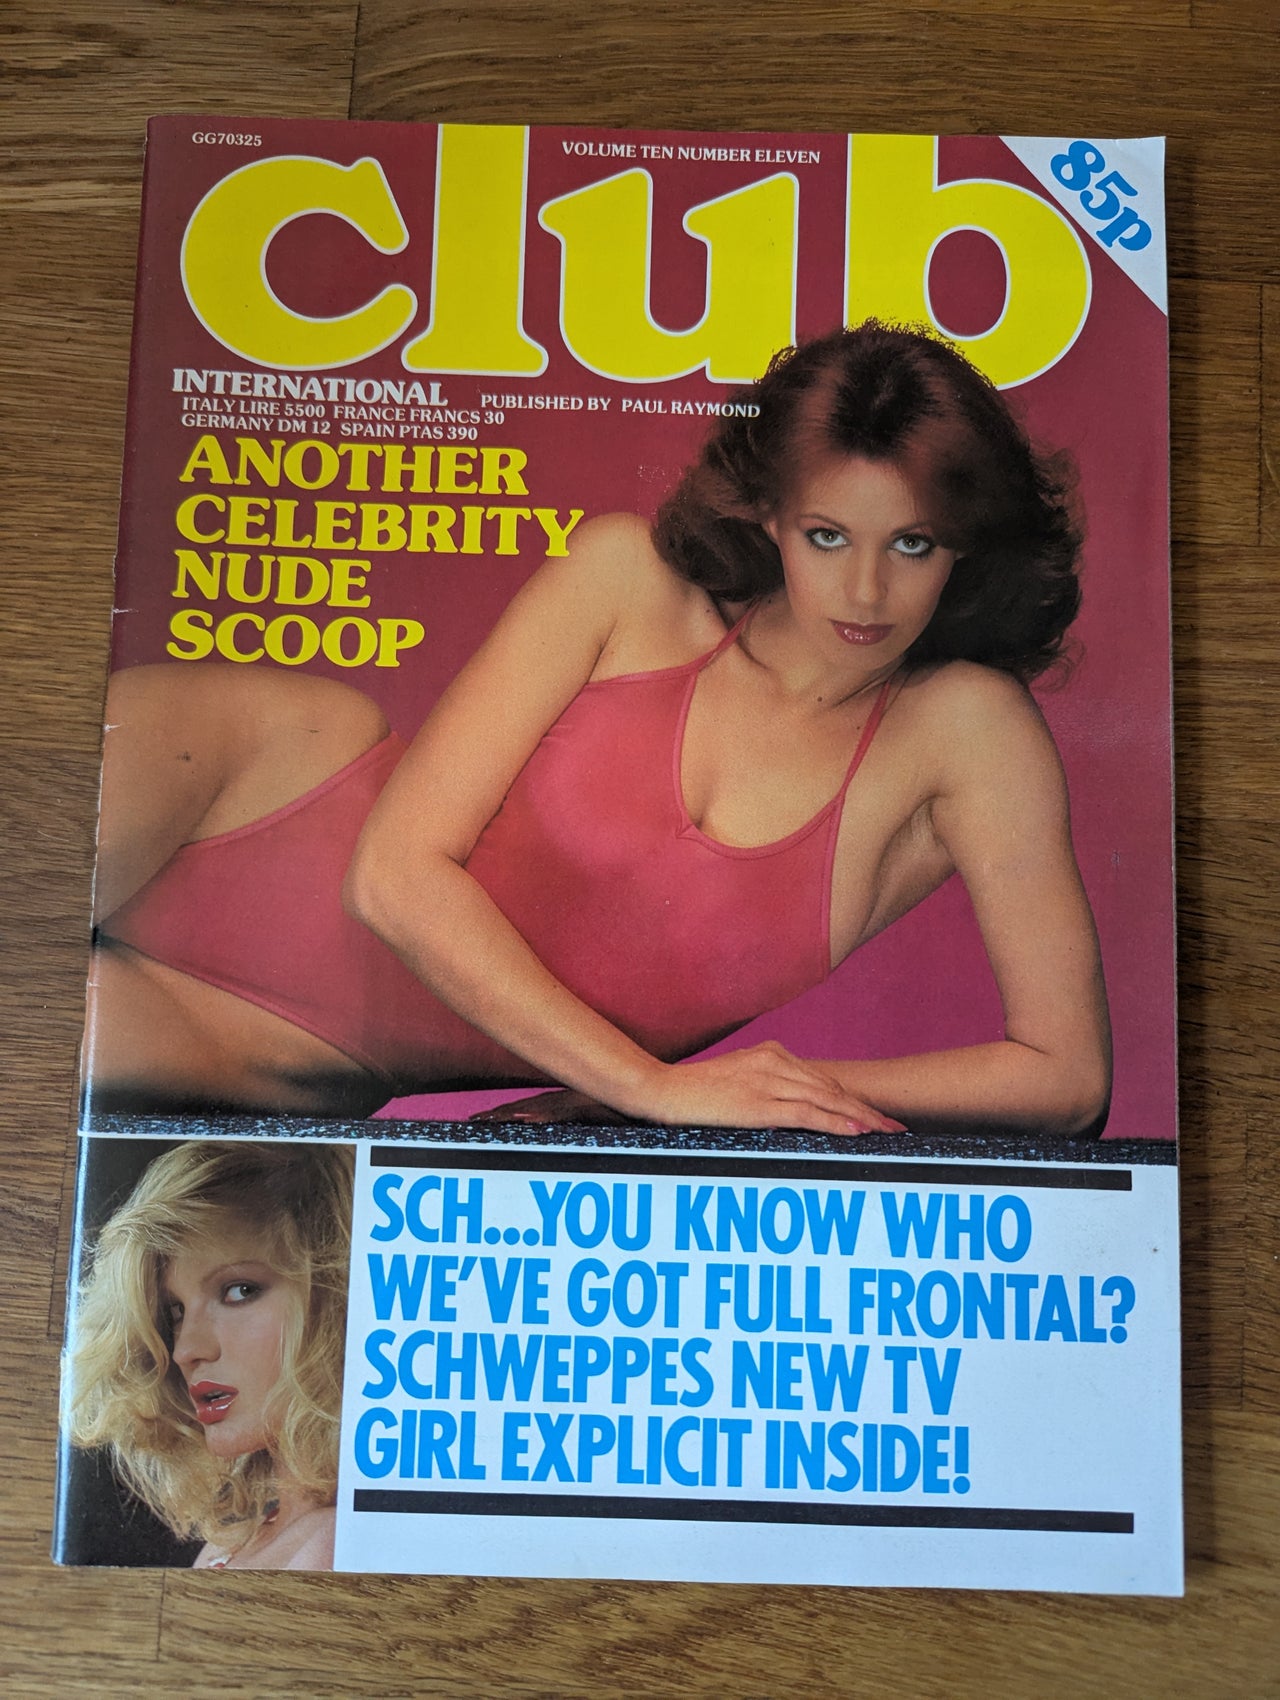 GG70325
VOLUME TEN NUMBER ELEVEN
85p
club
INTERNATIONAL
PUBLISHED BY PAUL RAYMOND
ITALY LIRE 5500 FRANCE FRANCS 30
GERMANY DM 12 SPAIN PTAS 390
ANOTHER
CELEBRITY
NUDE
SCOOP
SCH...YOU KNOW WHO
WE'VE GOT FULL FRONTAL?
SCHWEPPES NEW TV
GIRL EXPLICIT INSIDE!